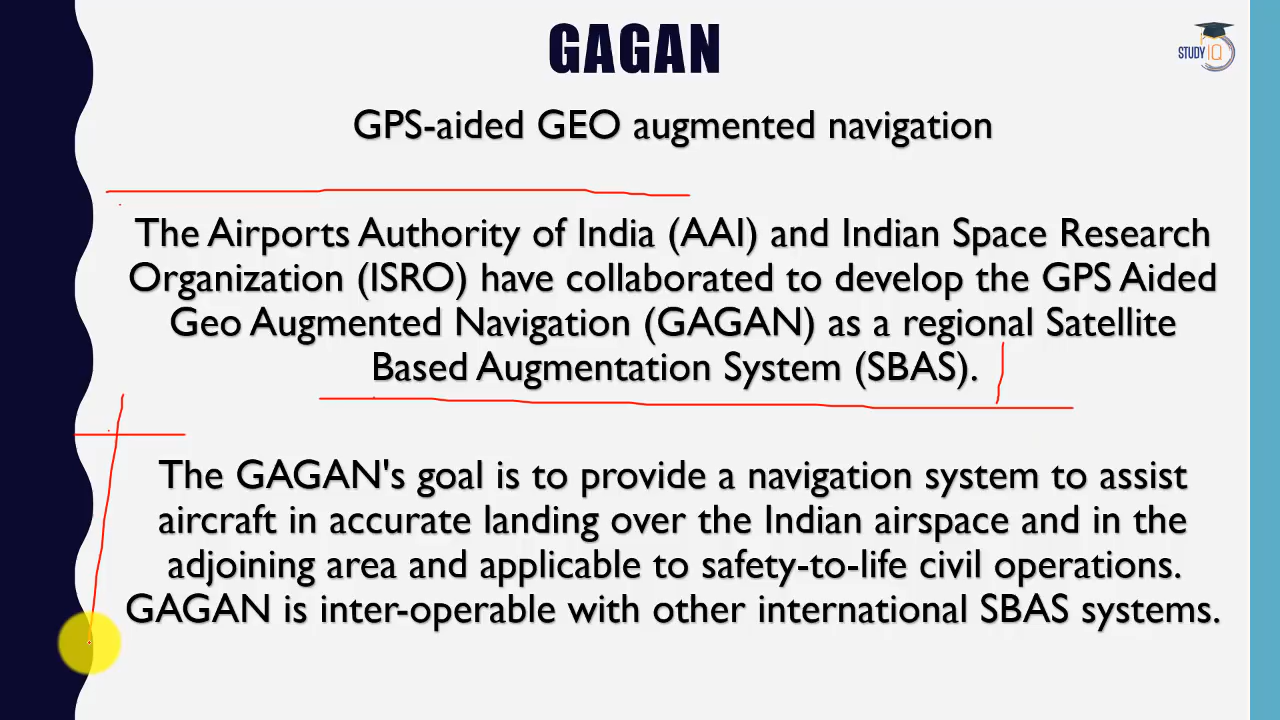 GAGAN
STUDY IQ
GPS-aided GEO augmented navigation
The Airports Authority of India (AAI) and Indian Space Research
Organization (ISRO) have collaborated to develop the GPS Aided
Geo Augmented Navigation (GAGAN) as a regional Satellite
Based Augmentation System (SBAS).
The GAGAN's goal is to provide a navigation system to assist
aircraft in accurate landing over the Indian airspace and in the
adjoining area and applicable to safety-to-life civil operations.
GAGAN is inter-operable with other international SBAS systems.